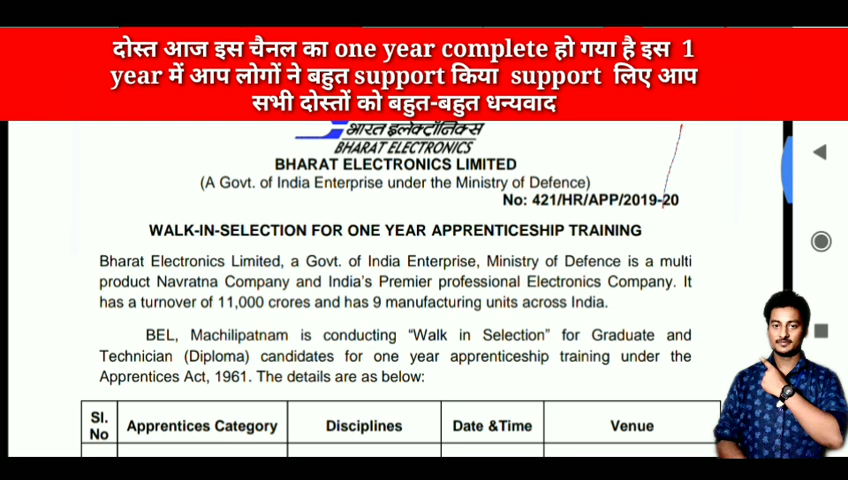 दोस्त आज इस चैनल का one year complete हो गया है इस 1
year में आप लोगों ने बहुत support किया support लिए आप
सभी दोस्तों को बहुत-बहुत धन्यवाद
भारत इलेक्ट्रॉनिक्स
BHARAT ELECTRONICS
BHARAT ELECTRONICS LIMITED
(A Govt. of India Enterprise under the Ministry of Defence)
No: 421/HR/APP/2019-20
WALK-IN-SELECTION FOR ONE YEAR APPRENTICESHIP TRAINING
Bharat Electronics Limited, a Govt. of India Enterprise, Ministry of Defence is a multi
product Navratna Company and India's Premier professional Electronics Company. It
has a turnover of 11,000 crores and has 9 manufacturing units across India.
BEL, Machilipatnam is conducting “Walk in Selection” for Graduate and
Technician (Diploma) candidates for one year apprenticeship training under the
Apprentices Act, 1961. The details are as below:
Sl. No Apprentices Category Disciplines Date &Time Venue